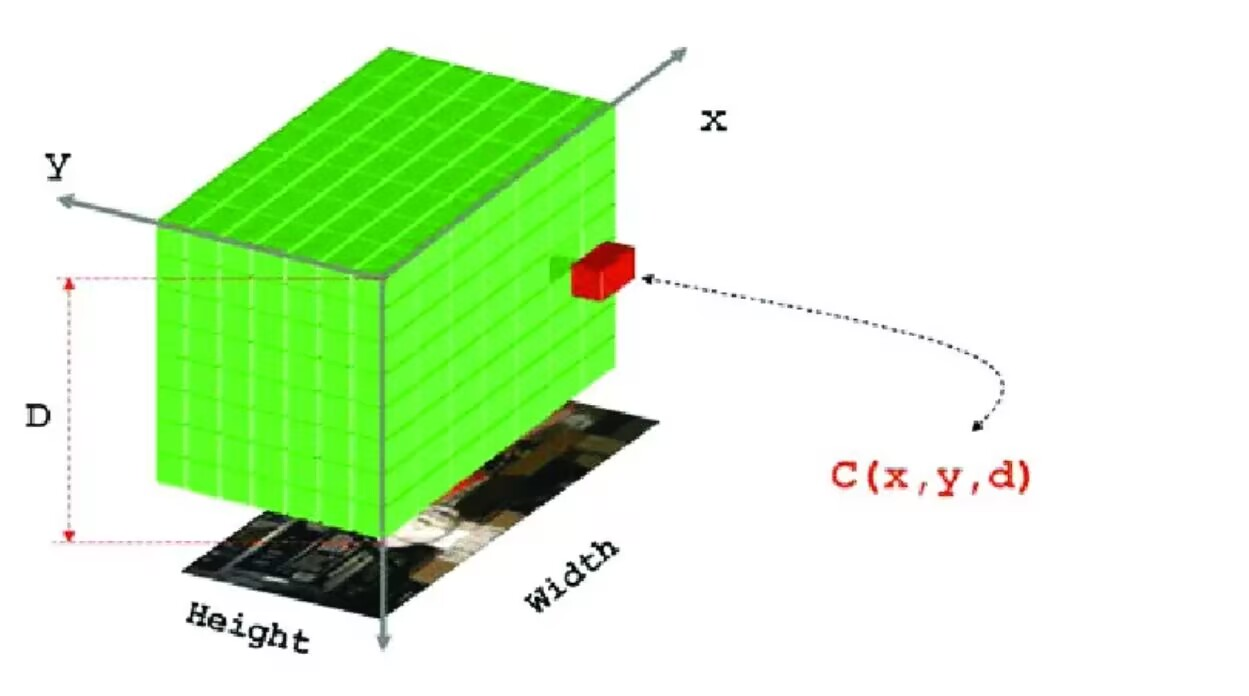 y
x
D
C(x,y,d)
Width
Height